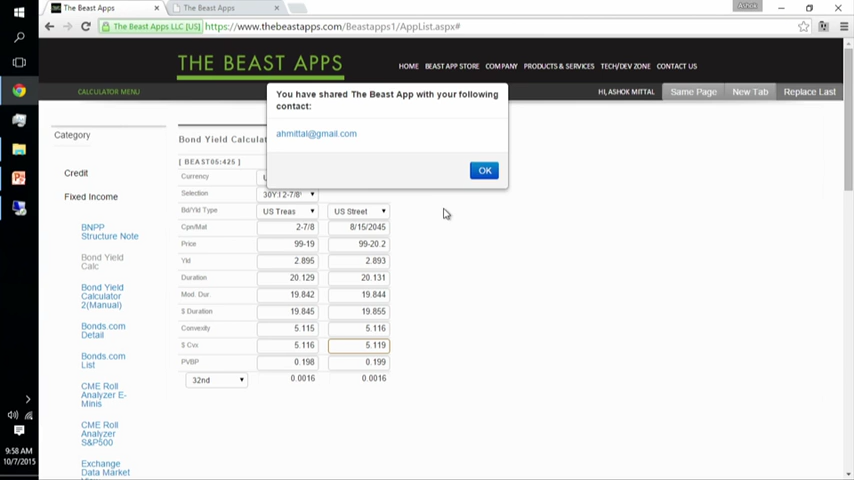 The Beast Apps
The Beast Apps
Ashok
The Beast Apps LLC [US]
https://www.thebeastapps.com/Beastapps1/AppList.aspx#
THE BEAST APPS
HOME BEAST APP STORE COMPANY PRODUCTS & SERVICES TECH/DEV ZONE CONTACT US
CALCULATOR MENU
HI, ASHOK MITTAL
Same Page
New Tab
Replace Last
You have shared The Beast App with your following
contact:
ahmittal@gmail.com
OK
Category
Credit
Fixed Income
BNPP
Structure Note
Bond Yield
Calc
Bond Yield
Calculator
2(Manual)
Bonds.com
Detail
Bonds.com
List
CME Roll
Analyzer E-
Minis
CME Roll
Analyzer
S&P500
Exchange
Data Market
Bond Yield Calcula
[ BEAST05:425 ]
Currency
Selection 30Y:I 2-7/8'
Bd/Yld Type US Treas US Street
Cpn/Mat 2-7/8 8/15/2045
Price 99-19 99-20.2
Yld 2.895 2.893
Duration 20.129 20.131
Mod. Dur. 19.842 19.844
$ Duration 19.845 19.855
Convexity 5.115 5.116
$ Cvx 5.116 5.119
PVBP 0.198 0.199
32nd 0.0016 0.0016
9:58 AM
10/7/2015